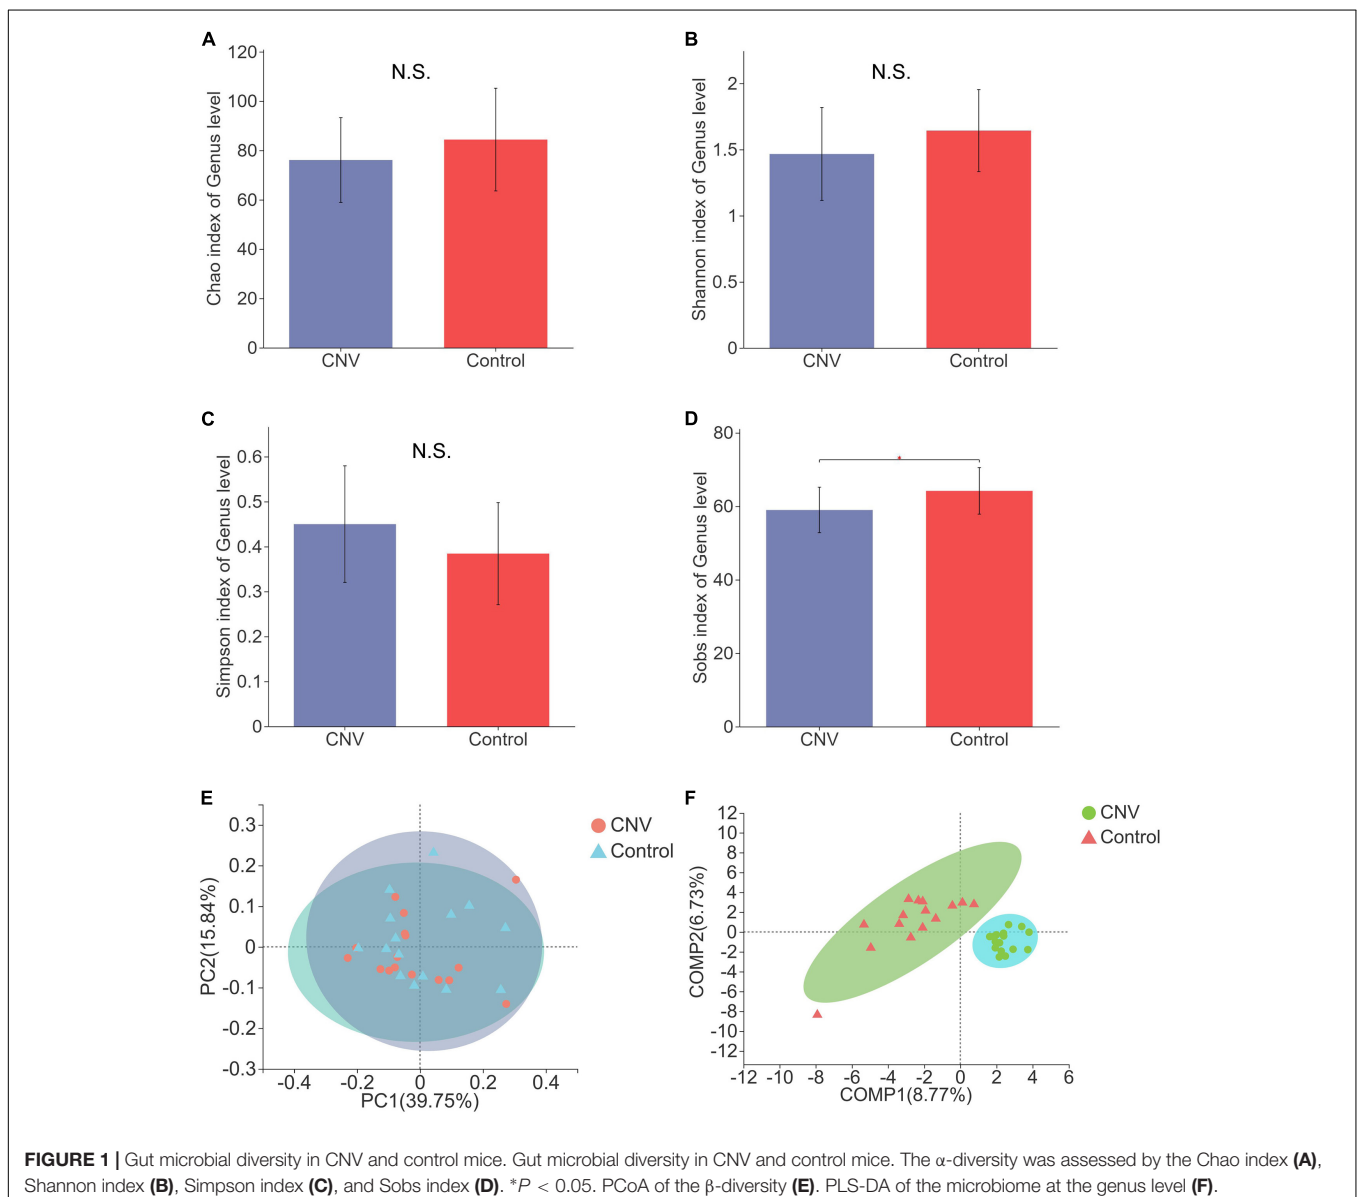 A
120
100
80
60
40
20
0
Chao index of Genus level
N.S.
CNV
Control
B
2
1.5
1
0.5
0
Shannon index of Genus level
N.S.
CNV
Control
C
0.6
0.5
0.4
0.3
0.2
0.1
0
Simpson index of Genus level
N.S.
CNV
Control
D
80
60
40
20
0
Sobs index of Genus level
*
CNV
Control
E
0.3
0.2
0.1
0
-0.1
-0.2
-0.3
PC2(15.84%)
-0.4
-0.2
0
0.2
0.4
PC1(39.75%)
CNV
Control
F
12
10
8
6
4
2
0
-2
-4
-6
-8
-10
-12
COMP2(6.73%)
-12
-10
-8
-6
-4
-2
0
2
4
6
COMP1(8.77%)
CNV
Control
FIGURE 1 | Gut microbial diversity in CNV and control mice. Gut microbial diversity in CNV and control mice. The α-diversity was assessed by the Chao index (A),
Shannon index (B), Simpson index (C), and Sobs index (D). *P < 0.05. PCoA of the β-diversity (E). PLS-DA of the microbiome at the genus level (F).